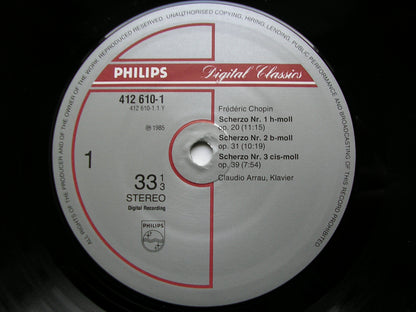 ALL RIGHTS OF THE PRODUCER AND OF THE OWNER OF THE WORK REPRODUCED RESERVED. UNAUTHORISED COPYING, HIRING, LENDING, PUBLIC PERFORMANCE AND BROADCASTING OF THIS RECORD PROHIBITED
PHILIPS Digital Classics
412 610-1
412 610-1.1 Y
℗ 1985
1
33 1/3
STEREO
Digital Recording
PHILIPS
Frédéric Chopin
Scherzo Nr. 1 h-moll
op. 20 (11:15)
Scherzo Nr. 2 b-moll
op. 31 (10:19)
Scherzo Nr. 3 cis-moll
op. 39 (7:54)
Claudio Arrau, Klavier